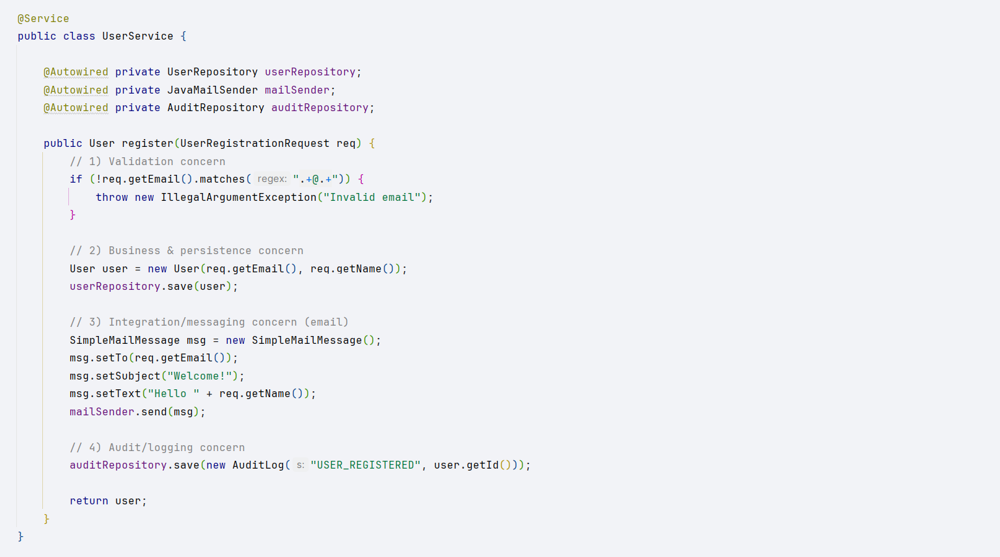 @Service
public class UserService {
@Autowired private UserRepository userRepository;
@Autowired private JavaMailSender mailSender;
@Autowired private AuditRepository auditRepository;
public User register(UserRegistrationRequest req) {
// 1) Validation concern
if (!req.getEmail().matches( regex: ".+@.+")) {
throw new IllegalArgumentException("Invalid email");
}
// 2) Business & persistence concern
User user = new User(req.getEmail(), req.getName());
userRepository.save(user);
// 3) Integration/messaging concern (email)
SimpleMailMessage msg = new SimpleMailMessage();
msg.setTo(req.getEmail());
msg.setSubject("Welcome!");
msg.setText("Hello " + req.getName());
mailSender.send(msg);
// 4) Audit/logging concern
auditRepository.save(new AuditLog( s: "USER_REGISTERED", user.getId()));
return user;
}
}